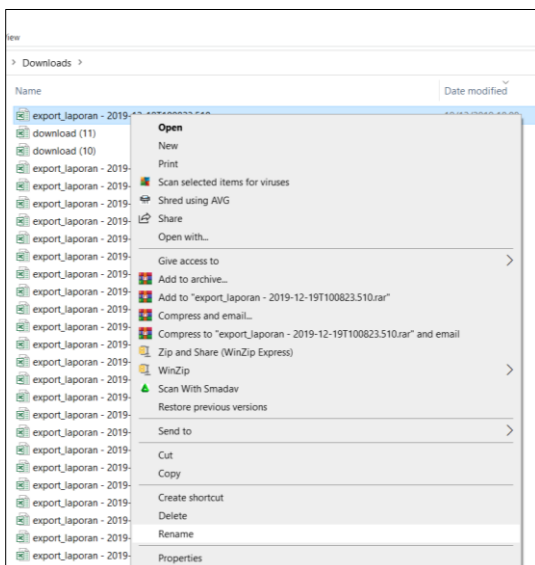 View
> Downloads >
Name Date modified
export_laporan - 2019-12-19T100823.510
download (11)
Open
New
download (10)
Print
export_laporan - 2019-
Scan selected items for viruses
export_laporan - 2019-
Shred using AVG
export_laporan - 2019-
Share
export_laporan - 2019-
Open with...
export_laporan - 2019-
Give access to
export_laporan - 2019-
Add to archive...
export_laporan - 2019-
Add to "export_laporan - 2019-12-19T100823.510.rar"
export_laporan - 2019-
Compress and email...
export_laporan - 2019-
Compress to "export_laporan - 2019-12-19T100823.510.rar" and email
export_laporan - 2019-
Zip and Share (WinZip Express)
export_laporan - 2019-
WinZip
export_laporan - 2019-
Scan With Smadav
export_laporan - 2019-
Restore previous versions
export_laporan - 2019-
export_laporan - 2019-
Send to
export_laporan - 2019-
Cut
export_laporan - 2019-
Copy
export_laporan - 2019-
export_laporan - 2019-
Create shortcut
export_laporan - 2019-
Delete
export_laporan - 2019-
Rename
export_laporan - 2019-
export_laporan - 2019-
Properties